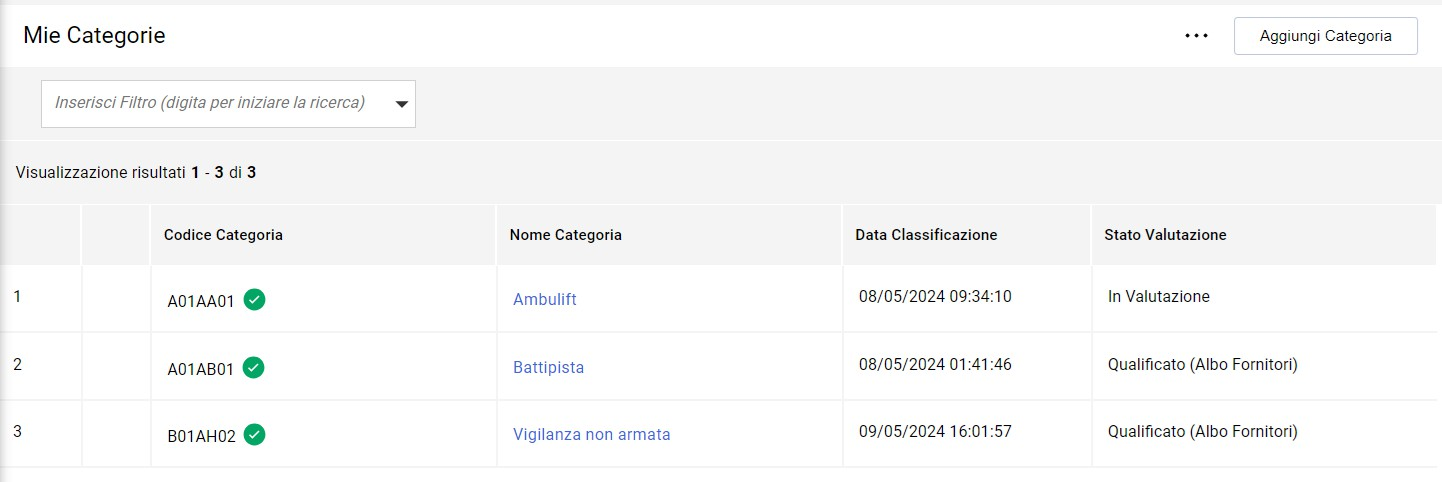 Mie Categorie
Aggiungi Categoria
Inserisci Filtro (digita per iniziare la ricerca)
Visualizzazione risultati 1 - 3 di 3
Codice Categoria Nome Categoria Data Classificazione Stato Valutazione
1 A01AA01 Ambulift 08/05/2024 09:34:10 In Valutazione
2 A01AB01 Battipista 08/05/2024 01:41:46 Qualificato (Albo Fornitori)
3 B01AH02 Vigilanza non armata 09/05/2024 16:01:57 Qualificato (Albo Fornitori)